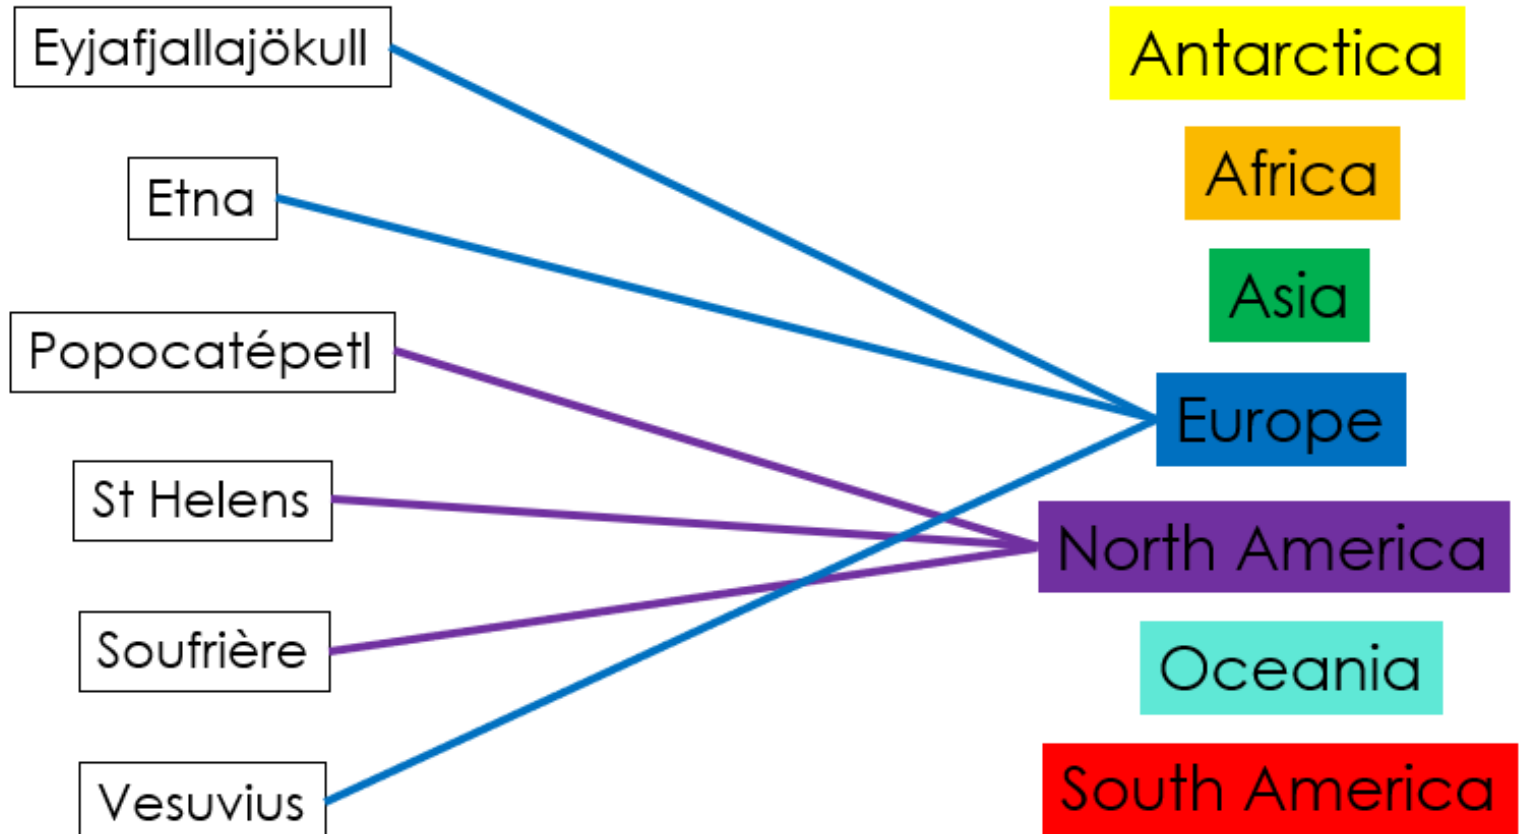 Eyjafjallajökull
Etna
Popocatépetl
St Helens
Soufrière
Vesuvius
Antarctica
Africa
Asia
Europe
North America
Oceania
South America